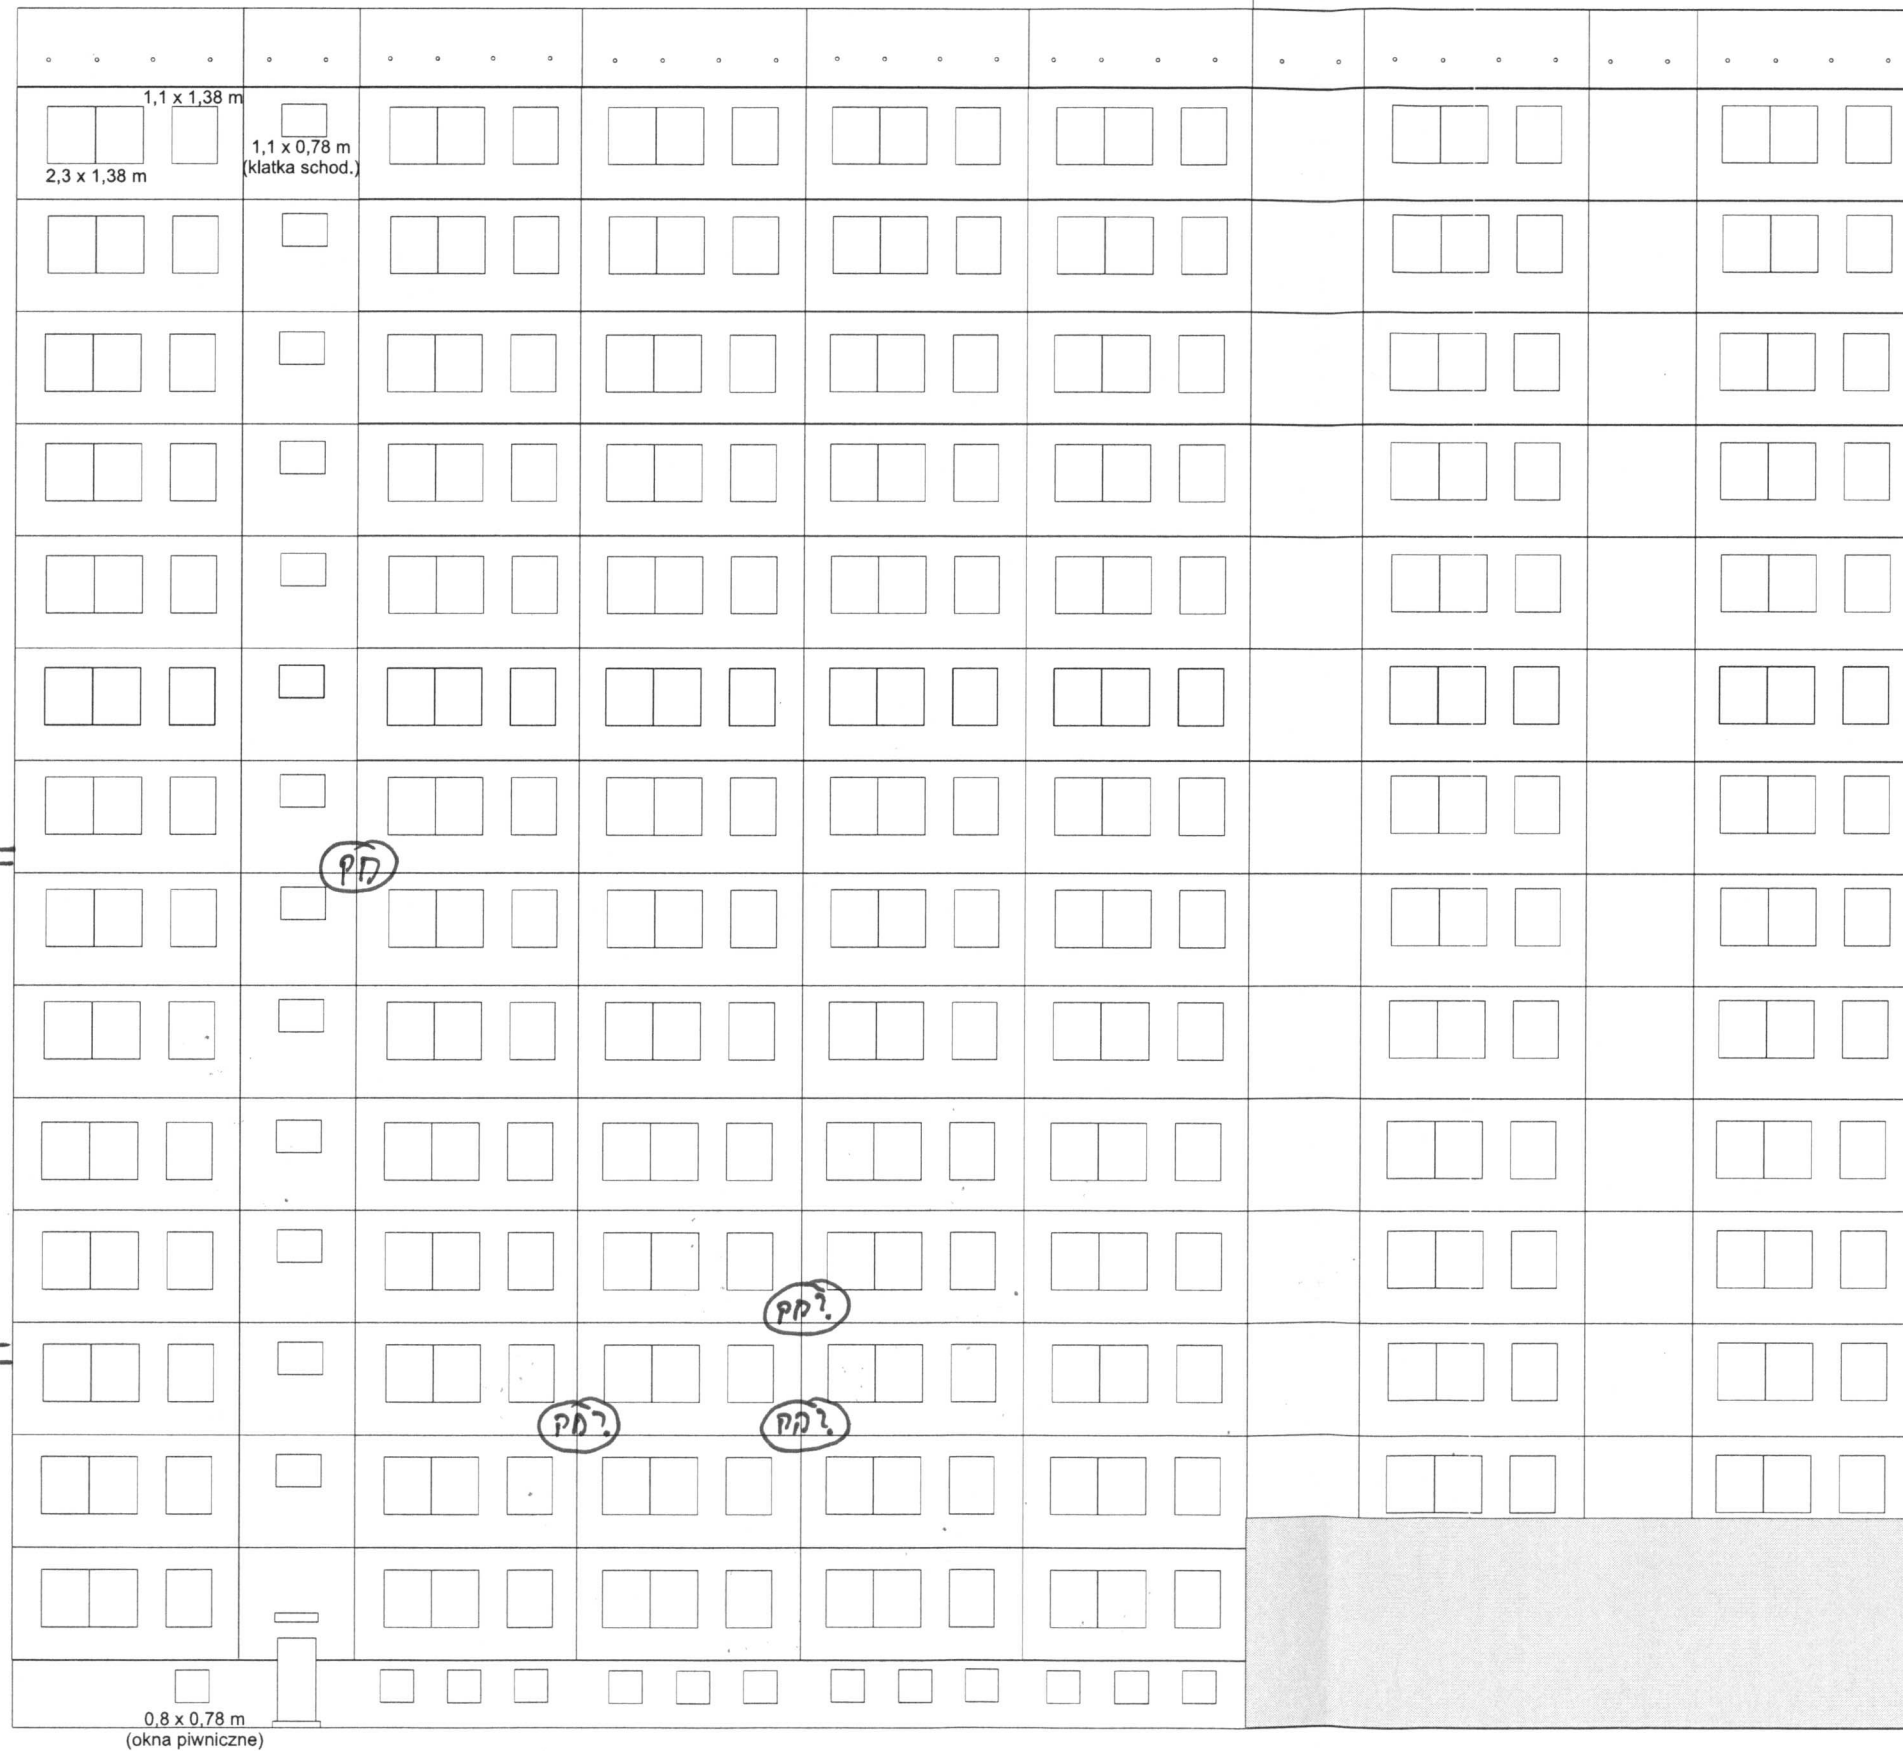 1,1 x 1,38 m
1,1 x 0,78 m
(klatka schod.)
2,3 x 1,38 m
0,8 x 0,78 m
(okna piwniczne)